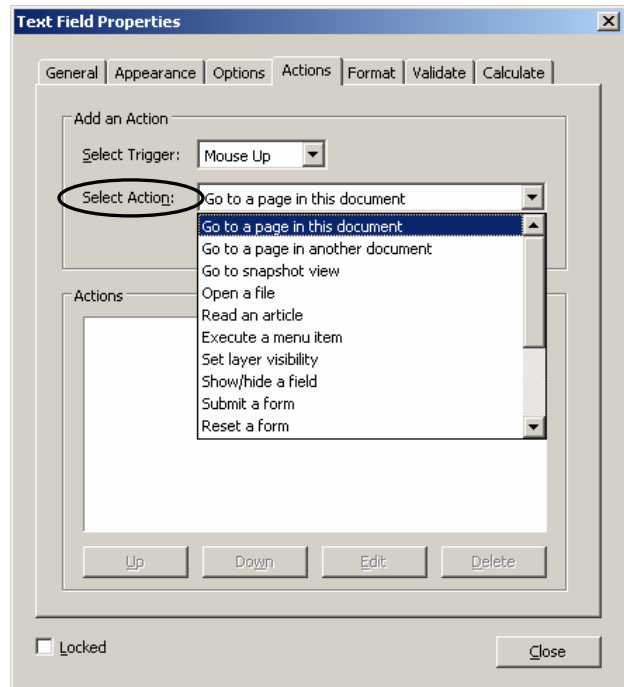 Text Field Properties
General Appearance Options Actions Format Validate Calculate
Add an Action
Select Trigger: Mouse Up
Select Action: Go to a page in this document
Go to a page in this document
Go to a page in another document
Go to snapshot view
Open a file
Read an article
Execute a menu item
Set layer visibility
Show/hide a field
Submit a form
Reset a form
Actions
Up Down Edit Delete
Locked
Close